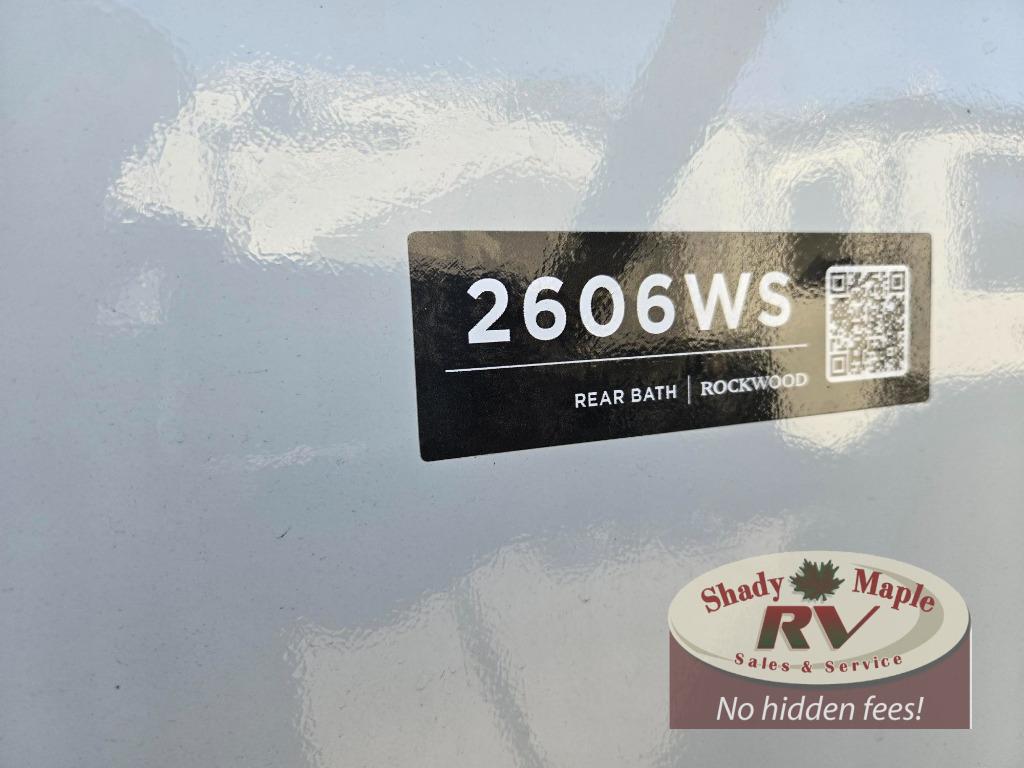 2606WS
REAR BATH | ROCKWOOD
Shady Maple
RV
Sales & Service
No hidden fees!